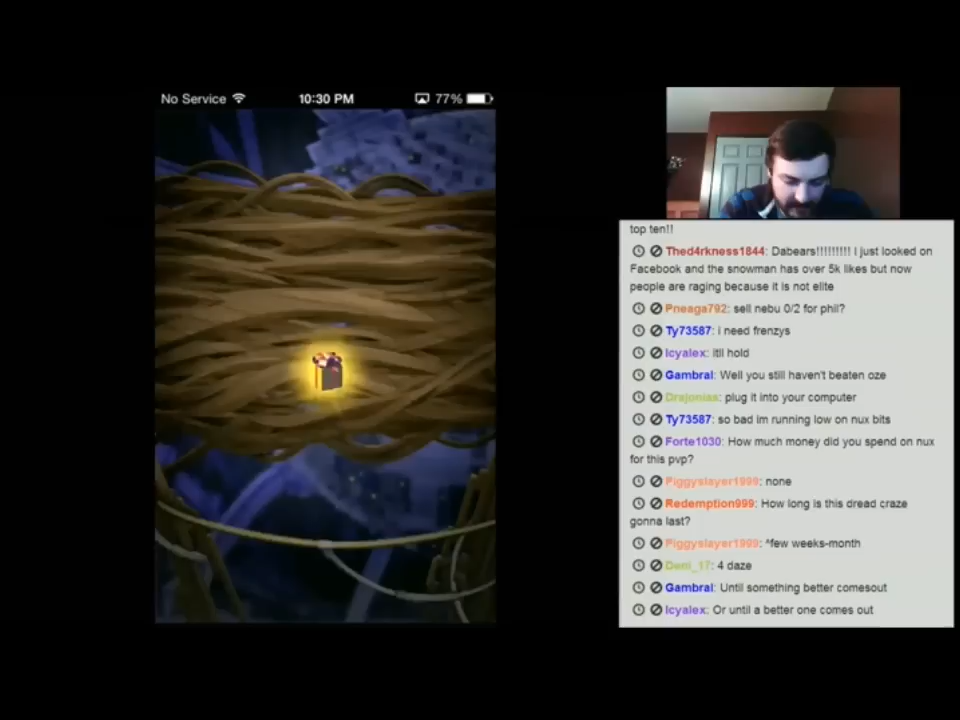 No Service 10:30 PM 77%
top ten!!
Thed4rkness1844: Dabears!!!!!!!!! I just looked on
Facebook and the snowman has over 5k likes but now
people are raging because it is not elite
Pneaga792: sell nebu 0/2 for phil?
Ty73587: i need frenzys
Icyalex: itll hold
Gambral: Well you still haven't beaten oze
Drajonias: plug it into your computer
Ty73587: so bad im running low on nux bits
Forte1030: How much money did you spend on nux
for this pvp?
Piggyslayer1999: none
Redemption999: How long is this dread craze
gonna last?
Piggyslayer1999: ^few weeks-month
Deni_17: 4 daze
Gambral: Until something better comesout
Icyalex: Or until a better one comes out